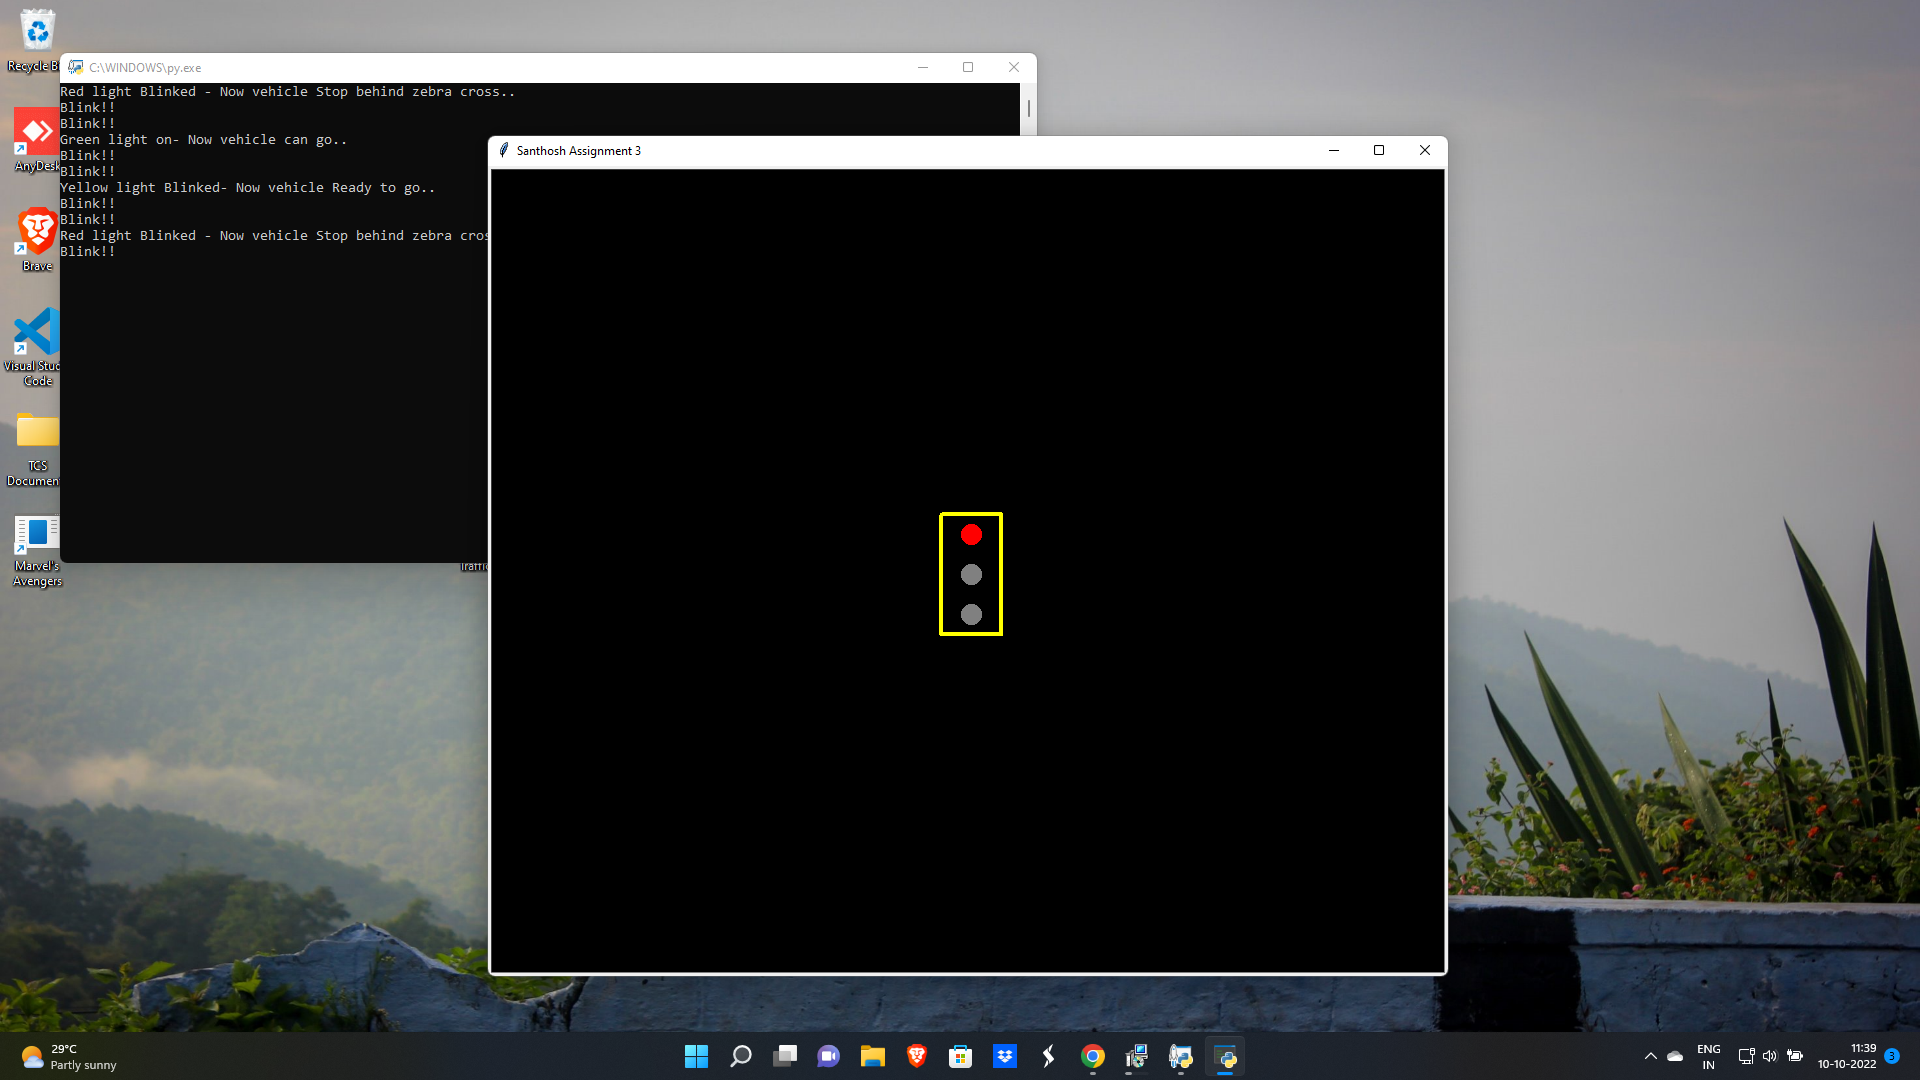 Recycle B
AnyDesk
Brave
Visual Stud
Code
TCS
Documen
Marvel's
Avengers
C:\WINDOWS\py.exe
Red light Blinked - Now vehicle Stop behind zebra cross..
Blink!!
Blink!!
Green light on- Now vehicle can go..
Blink!!
Blink!!
Yellow light Blinked- Now vehicle Ready to go..
Blink!!
Blink!!
Red light Blinked - Now vehicle Stop behind zebra cros
Blink!!
Traffic
Santhosh Assignment 3
29°C
Partly sunny
ENG
IN
11:39
10-10-2022
3